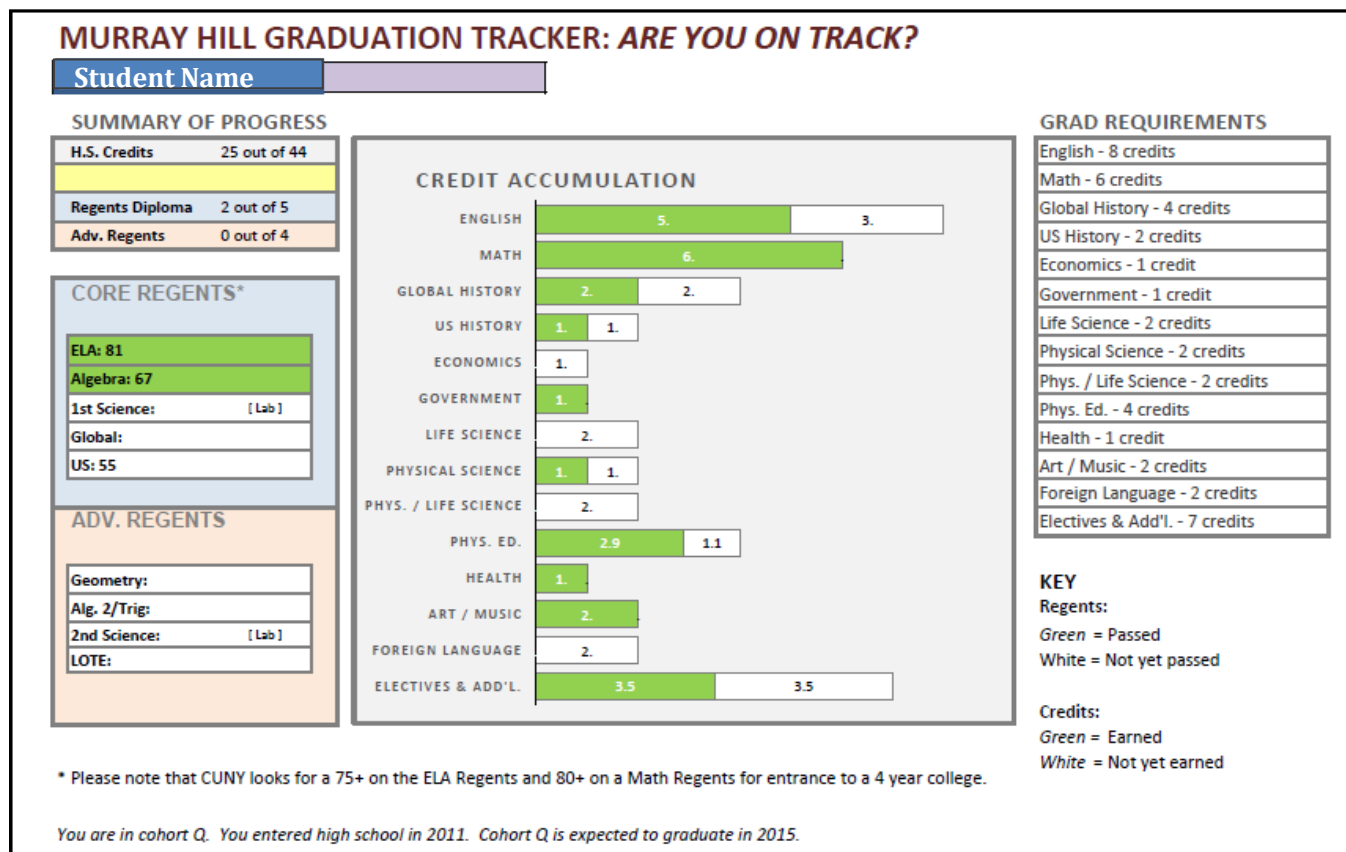 MURRAY HILL GRADUATION TRACKER: ARE YOU ON TRACK?
Student Name
SUMMARY OF PROGRESS
H.S. Credits 25 out of 44
Regents Diploma 2 out of 5
Adv. Regents 0 out of 4
CORE REGENTS*
ELA: 81
Algebra: 67
1st Science: [ Lab ]
Global:
US: 55
ADV. REGENTS
Geometry:
Alg. 2/Trig:
2nd Science: [ Lab ]
LOTE:
CREDIT ACCUMULATION
ENGLISH 5. 3.
MATH 6. .
GLOBAL HISTORY 2. 2.
US HISTORY 1. 1.
ECONOMICS 1.
GOVERNMENT 1. .
LIFE SCIENCE 2.
PHYSICAL SCIENCE 1. 1.
PHYS. / LIFE SCIENCE 2.
PHYS. ED. 2.9 1.1
HEALTH 1. .
ART / MUSIC 2. .
FOREIGN LANGUAGE 2.
ELECTIVES & ADD'L. 3.5 3.5
GRAD REQUIREMENTS
English - 8 credits
Math - 6 credits
Global History - 4 credits
US History - 2 credits
Economics - 1 credit
Government - 1 credit
Life Science - 2 credits
Physical Science - 2 credits
Phys. / Life Science - 2 credits
Phys. Ed. - 4 credits
Health - 1 credit
Art / Music - 2 credits
Foreign Language - 2 credits
Electives & Add'l. - 7 credits
KEY
Regents:
Green = Passed
White = Not yet passed
Credits:
Green = Earned
White = Not yet earned
* Please note that CUNY looks for a 75+ on the ELA Regents and 80+ on a Math Regents for entrance to a 4 year college.
You are in cohort Q. You entered high school in 2011. Cohort Q is expected to graduate in 2015.